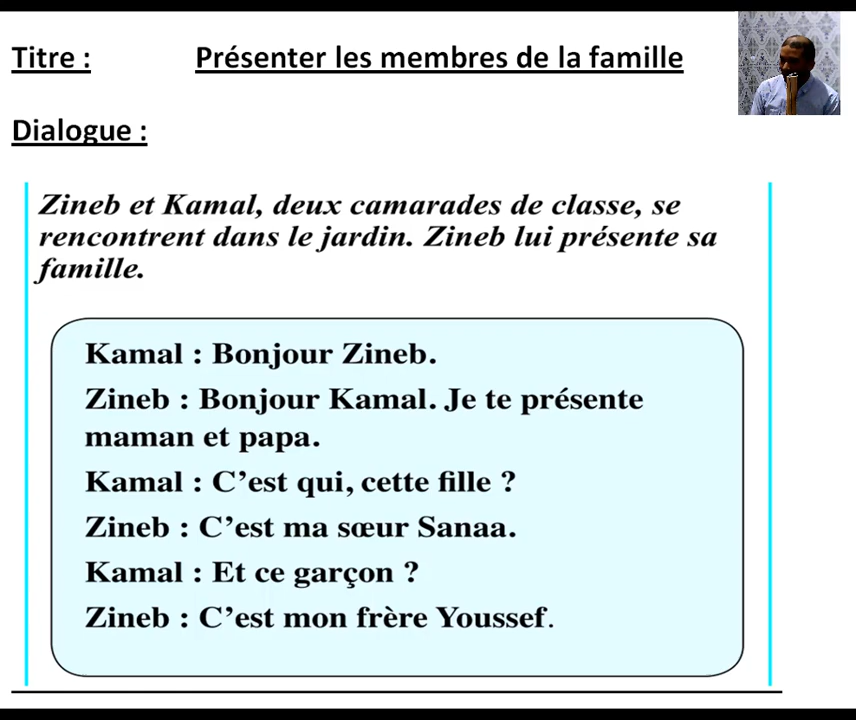 Titre : Présenter les membres de la famille
Dialogue :
Zineb et Kamal, deux camarades de classe, se
rencontrent dans le jardin. Zineb lui présente sa
famille.
Kamal : Bonjour Zineb.
Zineb : Bonjour Kamal. Je te présente
maman et papa.
Kamal : C’est qui, cette fille ?
Zineb : C’est ma sœur Sanaa.
Kamal : Et ce garçon ?
Zineb : C’est mon frère Youssef.